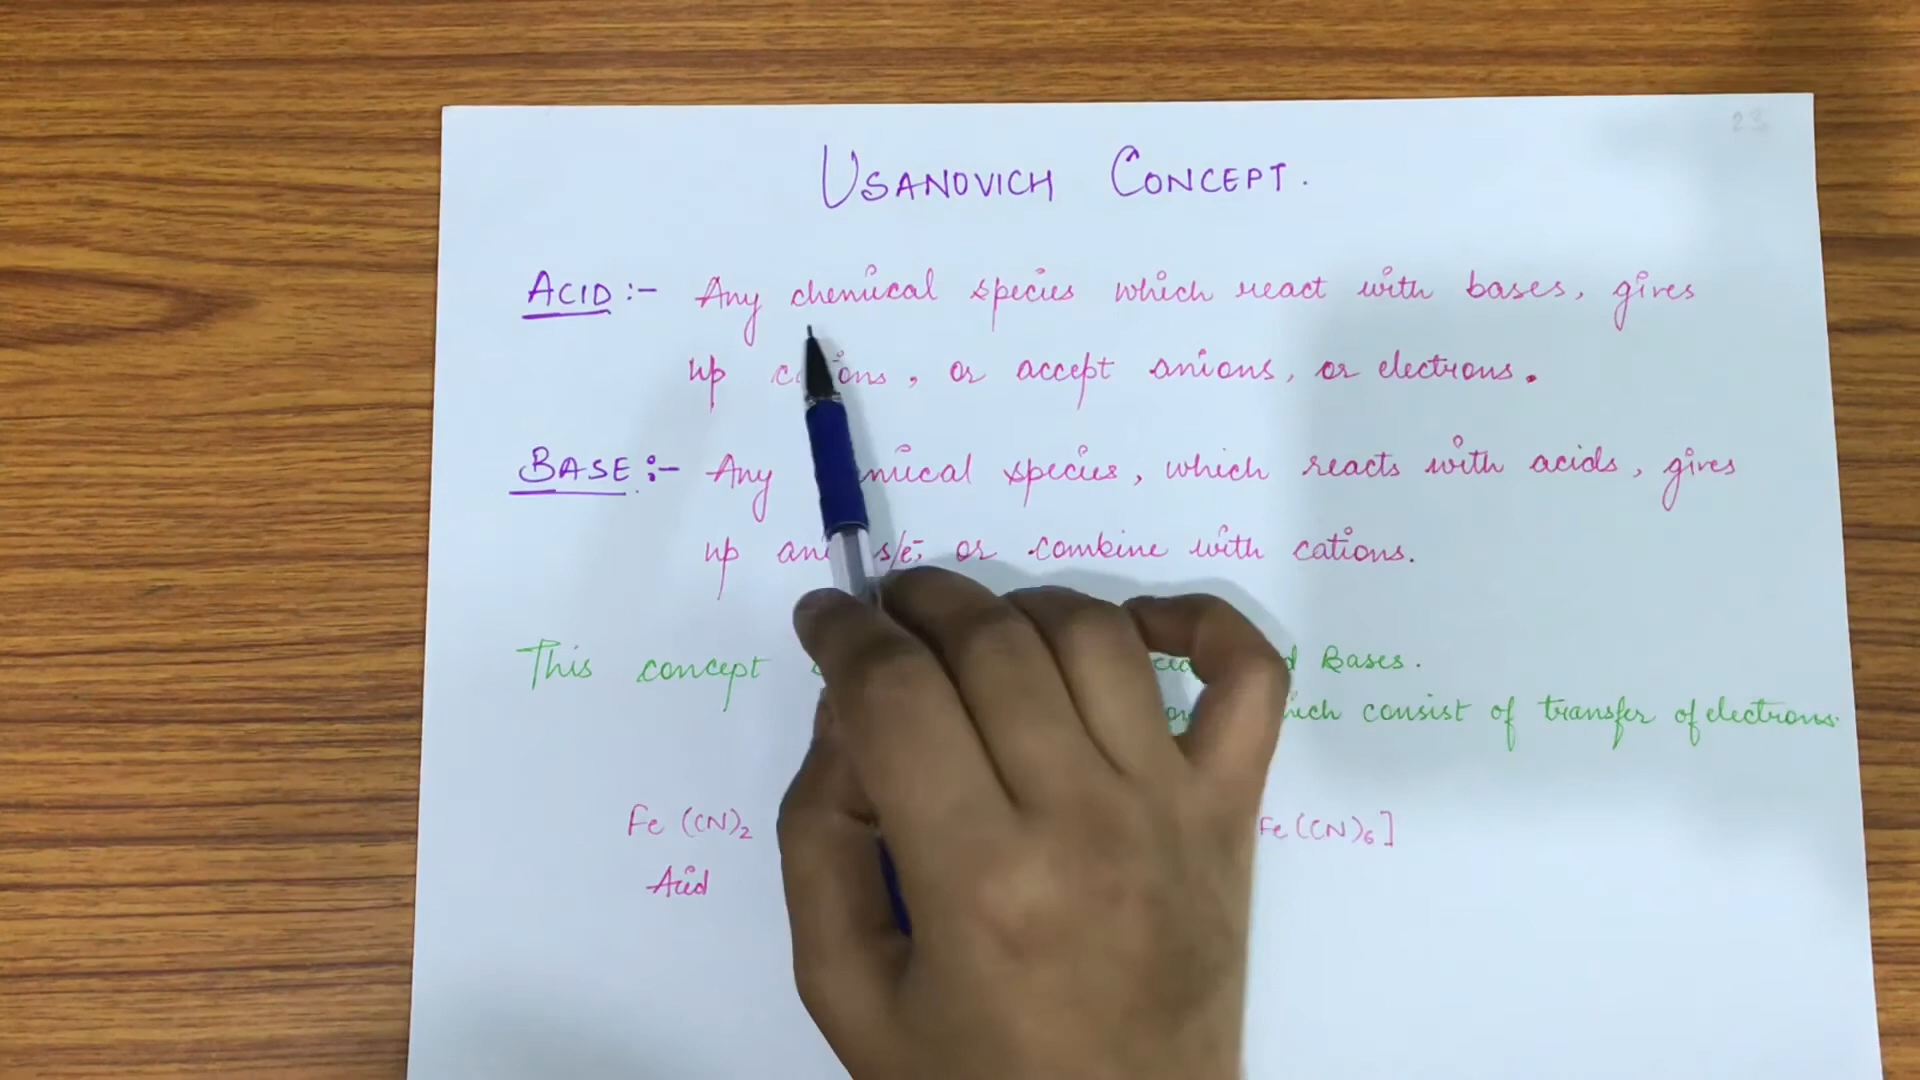 23
USANOVICH CONCEPT.
ACID :- Any chemical species which react with bases, gives
up or accept anions, or electrons.
BASE :- Any species, which reacts with acids, gives
up or combine with cations.
This concept Bases.
consist of transfer of electrons.
Fe (CN)2 Fe(CN)6]
Acid